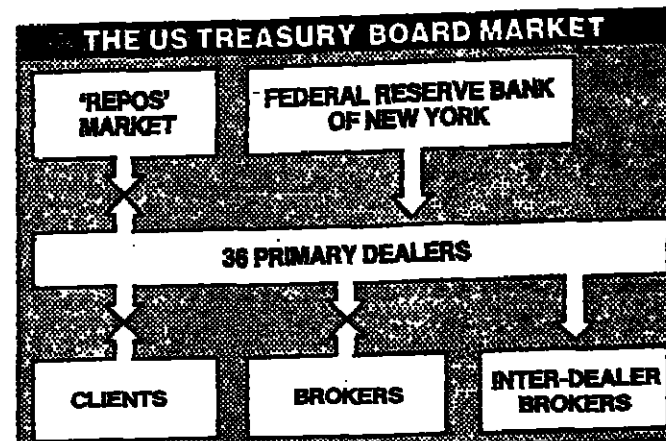 THE US TREASURY BOARD MARKET
'REPOS'
MARKET
FEDERAL RESERVE BANK
OF NEW YORK
36 PRIMARY DEALERS
CLIENTS
BROKERS
INTER-DEALER
BROKERS